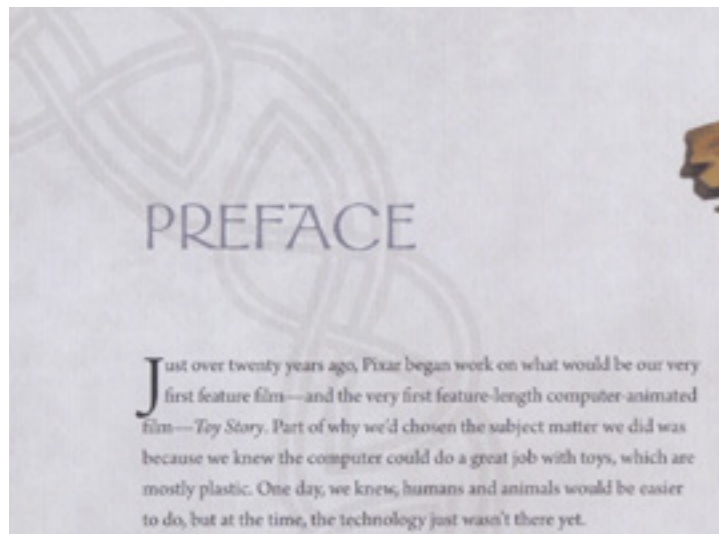 PREFACE
Just over twenty years ago, Pixar began work on what would be our very
first feature film—and the very first feature-length computer-animated
film—Toy Story. Part of why we'd chosen the subject matter we did was
because we knew the computer could do a great job with toys, which are
mostly plastic. One day, we knew, humans and animals would be easier
to do, but at the time, the technology just wasn't there yet.